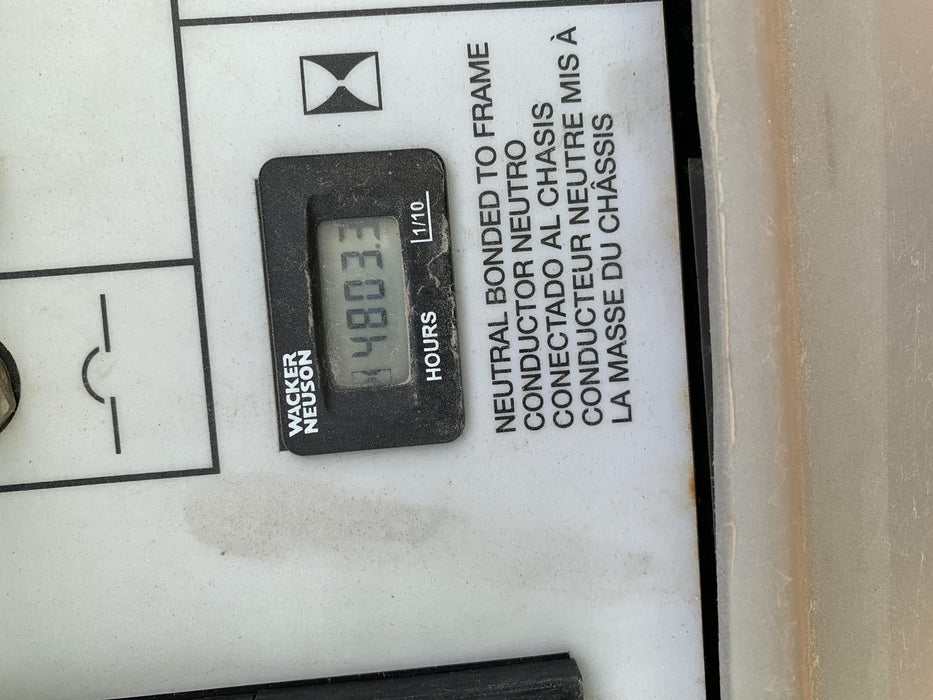 WACKER
NEUSON
4803.3
HOURS
1/10
NEUTRAL BONDED TO FRAME
CONDUCTOR NEUTRO
CONECTADO AL CHASIS
CONDUCTEUR NEUTRE MIS À
LA MASSE DU CHÂSSIS